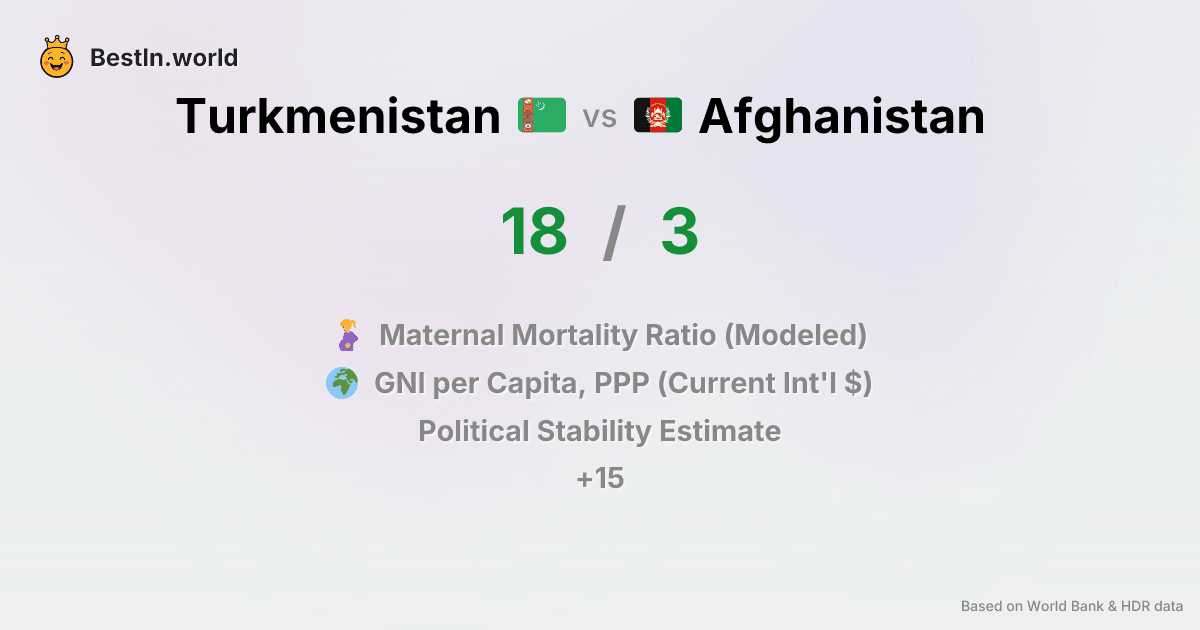 BestIn.world
Turkmenistan vs Afghanistan
18 / 3
Maternal Mortality Ratio (Modeled)
GNI per Capita, PPP (Current Int'l $)
Political Stability Estimate
+15
Based on World Bank & HDR data